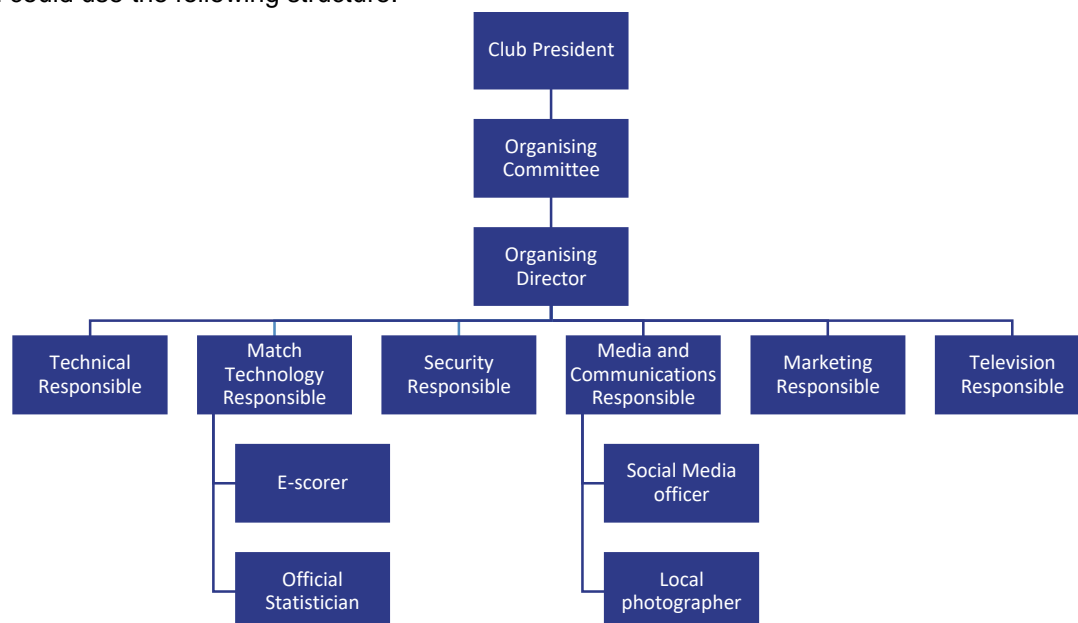 could use the following structure:
Club President
Organising
Committee
Organising
Director
Technical
Responsible
Match
Technology
Responsible
Security
Responsible
Media and
Communications
Responsible
Marketing
Responsible
Television
Responsible
E-scorer
Social Media
officer
Official
Statistician
Local
photographer